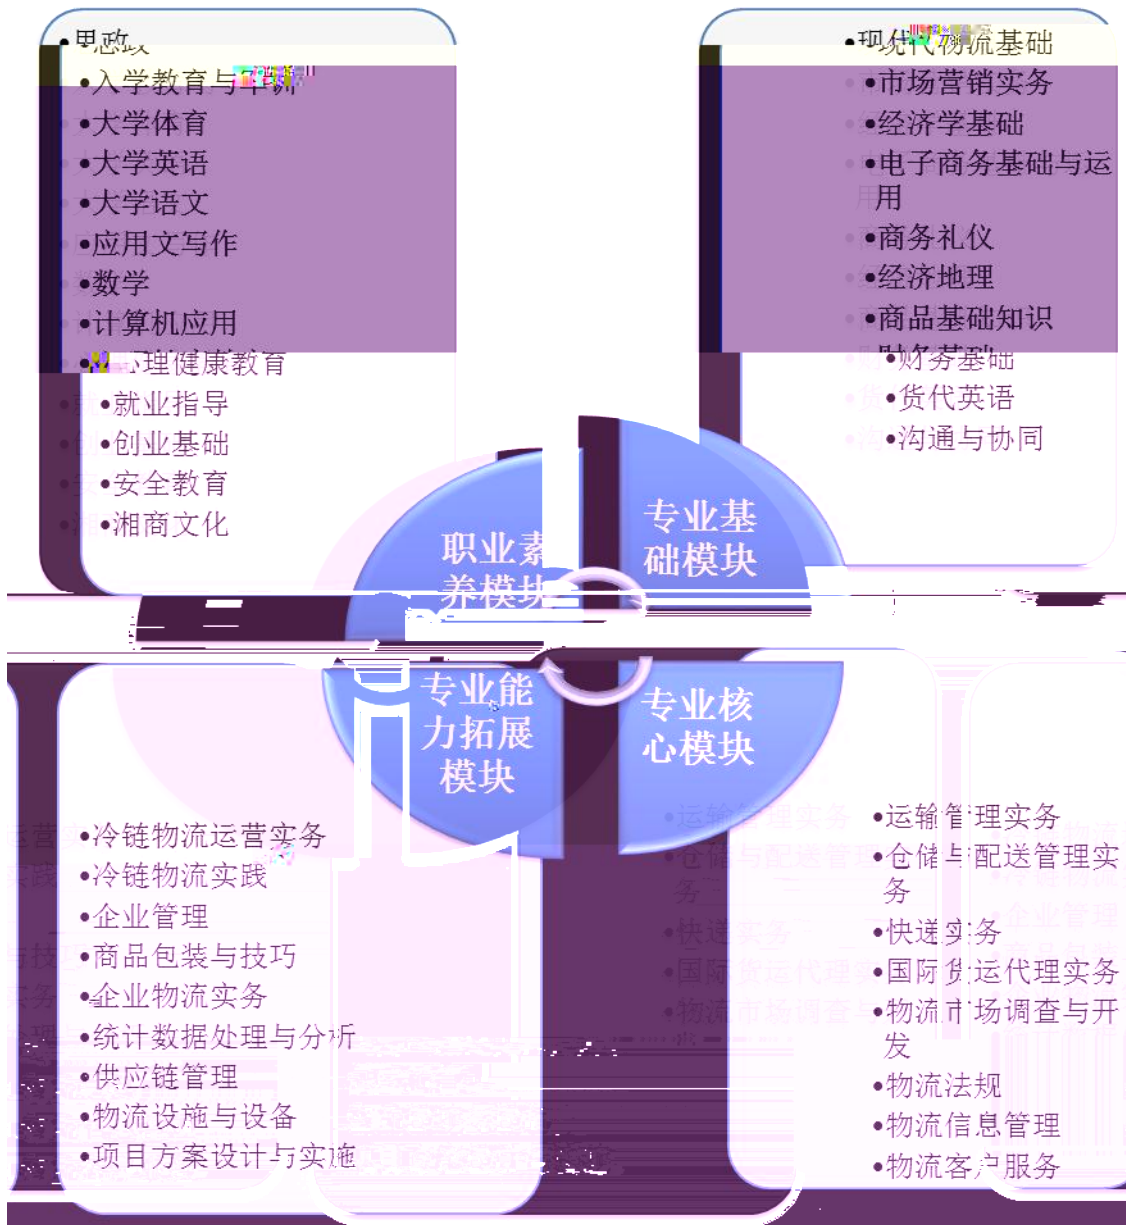 •思政
•入学教育与军训
•大学体育
•大学英语
•大学语文
•应用文写作
•数学
•计算机应用
•心理健康教育
•就业指导
•创业基础
•安全教育
•湘商文化
•现代物流基础
•市场营销实务
•经济学基础
•电子商务基础与运
用
•商务礼仪
•经济地理
•商品基础知识
•财务基础
•货代英语
•沟通与协同
职业素
养模块
专业基
础模块
专业能
力拓展
模块
专业核
心模块
•冷链物流运营实务
•冷链物流实践
•企业管理
•商品包装与技巧
•企业物流实务
•统计数据处理与分析
•供应链管理
•物流设施与设备
•项目方案设计与实施
•运输管理实务
•仓储与配送管理实
务
•快递实务
•国际货运代理实务
•物流市场调查与开
发
•物流法规
•物流信息管理
•物流客户服务